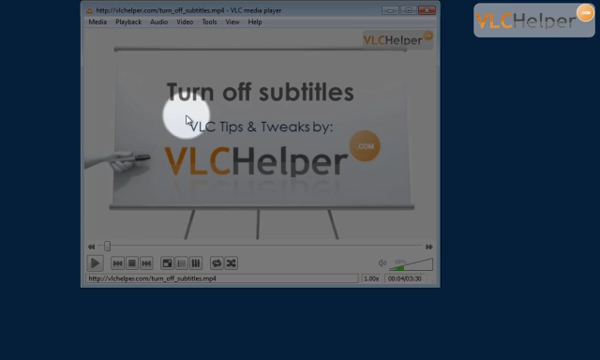 http://vlchelper.com/turn_off_subtitles.mp4 - VLC media player
VLCHelper .COM
Media Playback Audio Video Tools View Help
VLCHelper
Turn off subtitles
VLC Tips & Tweaks by:
VLCHelper .COM
http://vlchelper.com/turn_off_subtitles.mp4 1.00x 00:04/03:30